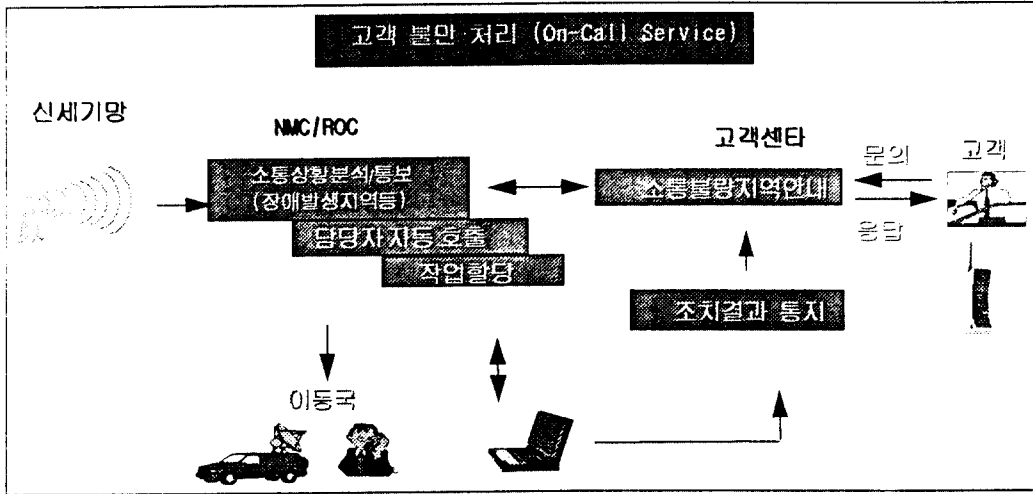 고객 불만 처리 (On-Call Service)
신세기망
NMC/ROC
고객센타
문의
고객
소통상황분석/통보
(장애발생지역등)
소통불량지역안내
응답
담당자 자동 호출
작업할당
조치결과 통지
이동국